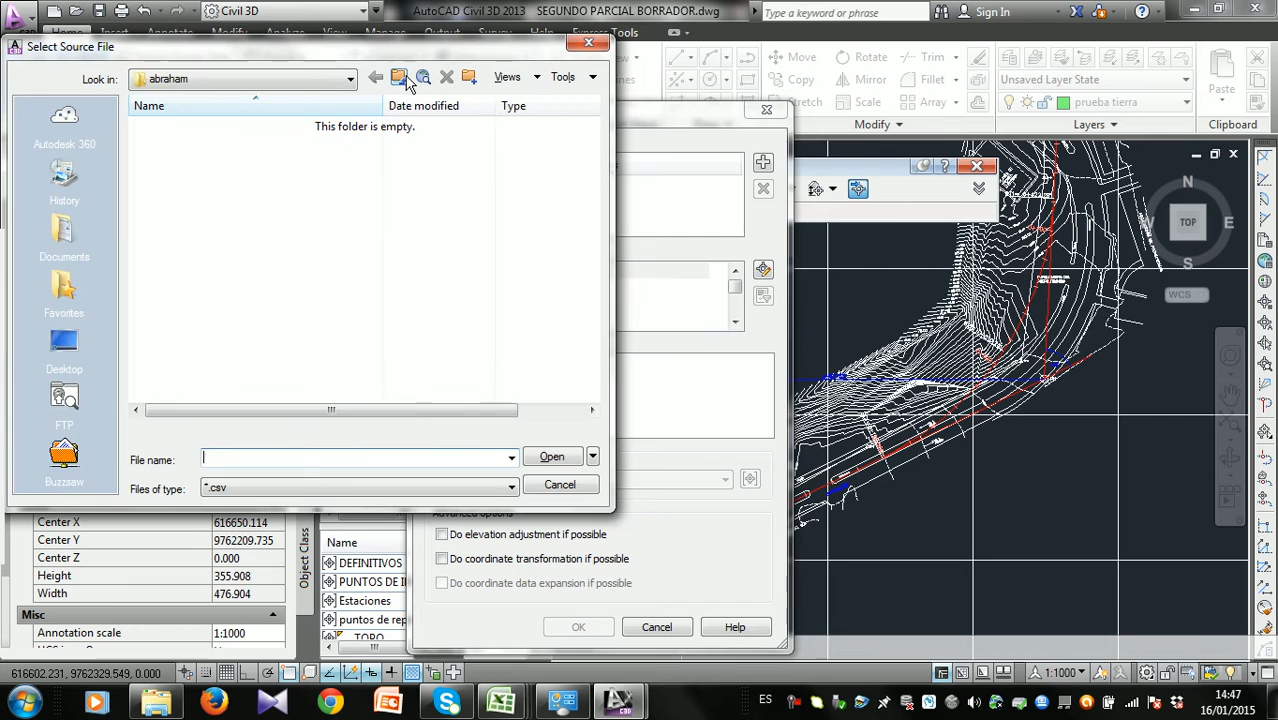 Civil 3D
AutoCAD Civil 3D 2013
SEGUNDO PARCIAL BORRADOR.dwg
Type a keyword or phrase
Sign In
Select Source File
Look in:
abraham
Views
Tools
Name
Date modified
Type
This folder is empty.
Autodesk 360
History
Documents
Favorites
Desktop
FTP
Buzzsaw
File name:
Open
Files of type:
*.csv
Cancel
Move
Rotate
Trim
Copy
Mirror
Fillet
Stretch
Scale
Array
Modify
Unsaved Layer State
prueba tierra
Layers
Paste
Clipboard
N
TOP
E
S
WCS
Center X
616650.114
Center Y
9762209.735
Center Z
0.000
Height
355.908
Width
476.904
Misc
Annotation scale
1:1000
Object Class
Name
DEFINITIVOS
PUNTOS DE I
Estaciones
puntos de rep
TOPO
Advanced Options
Do elevation adjustment if possible
Do coordinate transformation if possible
Do coordinate data expansion if possible
OK
Cancel
Help
616602.231, 9762329.549, 0.000
1:1000
ES
14:47
16/01/2015